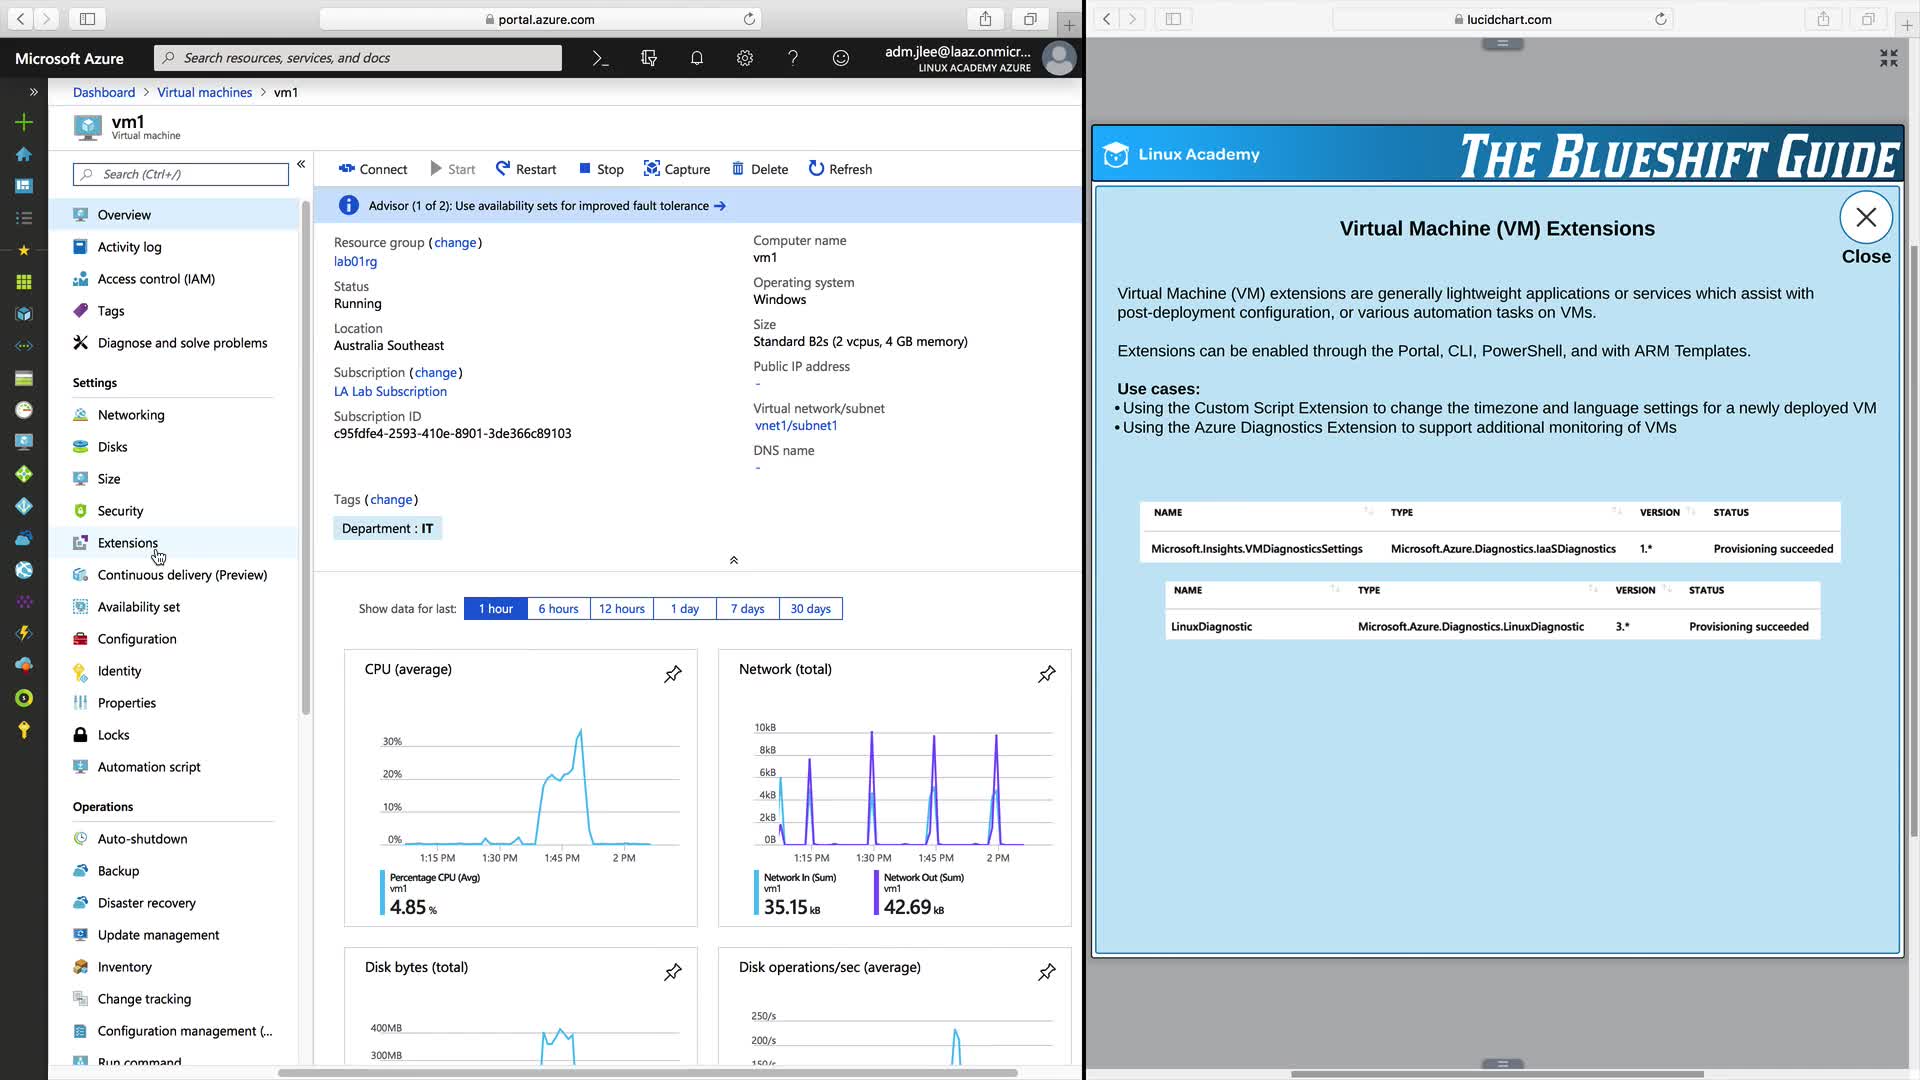 portal.azure.com
lucidchart.com
Microsoft Azure
Search resources, services, and docs
adm.jlee@laaz.onmicr...
LINUX ACADEMY AZURE
Dashboard > Virtual machines > vm1
vm1
Virtual machine
Search (Ctrl+/)
Overview
Activity log
Access control (IAM)
Tags
Diagnose and solve problems
Settings
Networking
Disks
Size
Security
Extensions
Continuous delivery (Preview)
Availability set
Configuration
Identity
Properties
Locks
Automation script
Operations
Auto-shutdown
Backup
Disaster recovery
Update management
Inventory
Change tracking
Configuration management (...
Run command
Connect Start Restart Stop Capture Delete Refresh
Advisor (1 of 2): Use availability sets for improved fault tolerance →
Resource group (change)
lab01rg
Status
Running
Location
Australia Southeast
Subscription (change)
LA Lab Subscription
Subscription ID
c95fdfe4-2593-410e-8901-3de366c89103
Computer name
vm1
Operating system
Windows
Size
Standard B2s (2 vcpus, 4 GB memory)
Public IP address
-
Virtual network/subnet
vnet1/subnet1
DNS name
-
Tags (change)
Department : IT
Show data for last: 1 hour 6 hours 12 hours 1 day 7 days 30 days
CPU (average)
30%
20%
10%
0%
1:15 PM 1:30 PM 1:45 PM 2 PM
Percentage CPU (Avg)
vm1
4.85 %
Network (total)
10kB
8kB
6kB
4kB
2kB
0B
1:15 PM 1:30 PM 1:45 PM 2 PM
Network In (Sum)
vm1
35.15 kB
Network Out (Sum)
vm1
42.69 kB
Disk bytes (total)
400MB
300MB
Disk operations/sec (average)
250/s
200/s
150/s
Linux Academy
THE BLUESHIFT GUIDE
Close
Virtual Machine (VM) Extensions
Virtual Machine (VM) extensions are generally lightweight applications or services which assist with
post-deployment configuration, or various automation tasks on VMs.
Extensions can be enabled through the Portal, CLI, PowerShell, and with ARM Templates.
Use cases:
• Using the Custom Script Extension to change the timezone and language settings for a newly deployed VM
• Using the Azure Diagnostics Extension to support additional monitoring of VMs
NAME TYPE VERSION STATUS
Microsoft.Insights.VMDiagnosticsSettings Microsoft.Azure.Diagnostics.IaaSDiagnostics 1.* Provisioning succeeded
NAME TYPE VERSION STATUS
LinuxDiagnostic Microsoft.Azure.Diagnostics.LinuxDiagnostic 3.* Provisioning succeeded